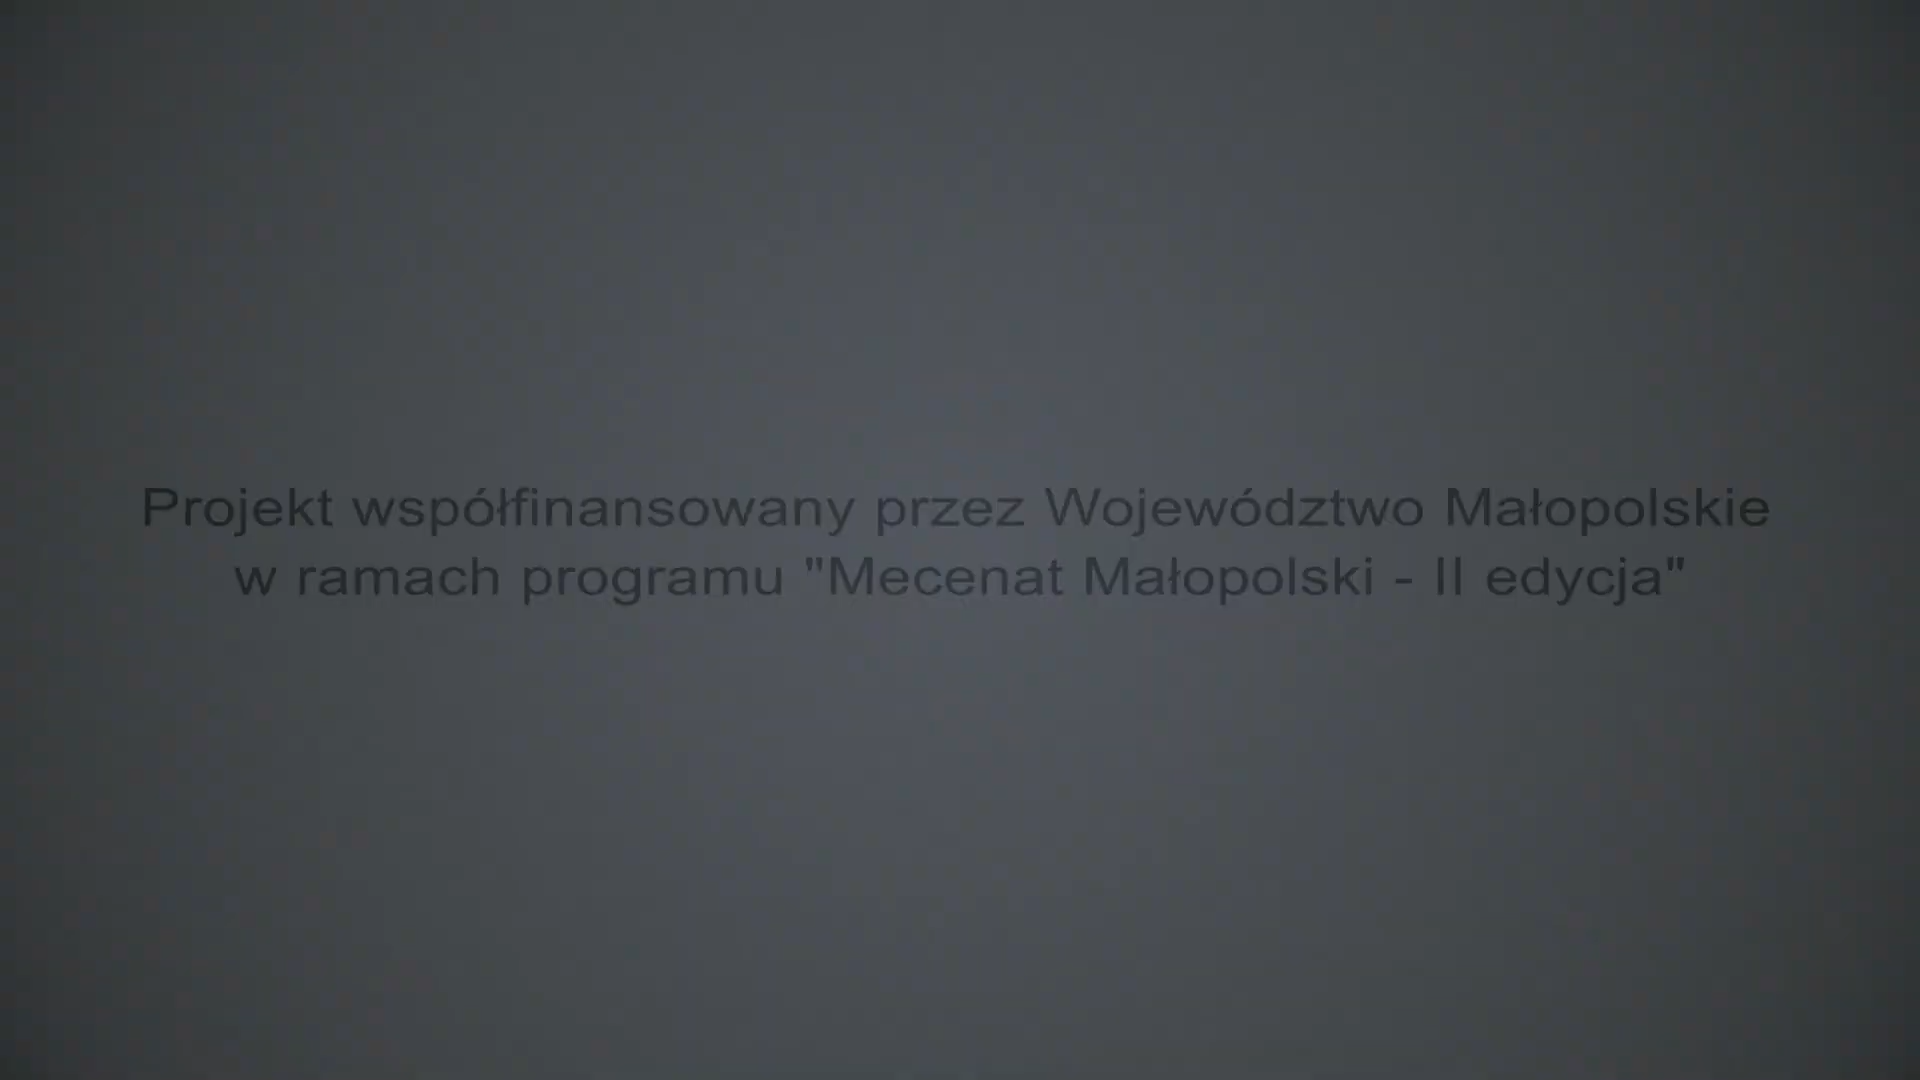 Projekt współfinansowany przez Województwo Małopolskie
w ramach programu "Mecenat Małopolski - II edycja"